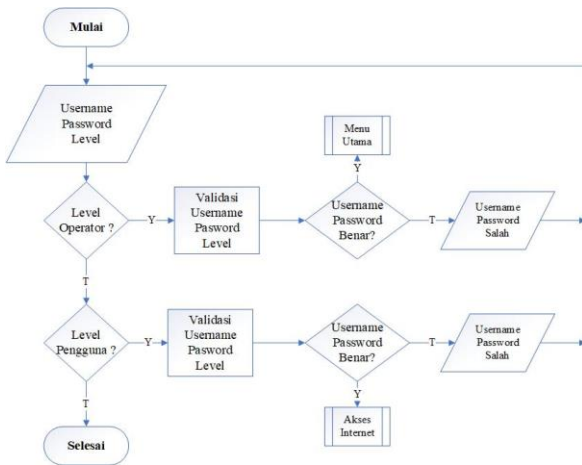 Mulai
Username
Password
Level
Menu
Utama
Y
Level
Operator ?
Y
Validasi
Username
Pasword
Level
Username
Password
Benar?
T
Username
Password
Salah
T
Level
Pengguna ?
Y
Validasi
Username
Pasword
Level
Username
Password
Benar?
T
Username
Password
Salah
T
Y
Selesai
Akses
Internet